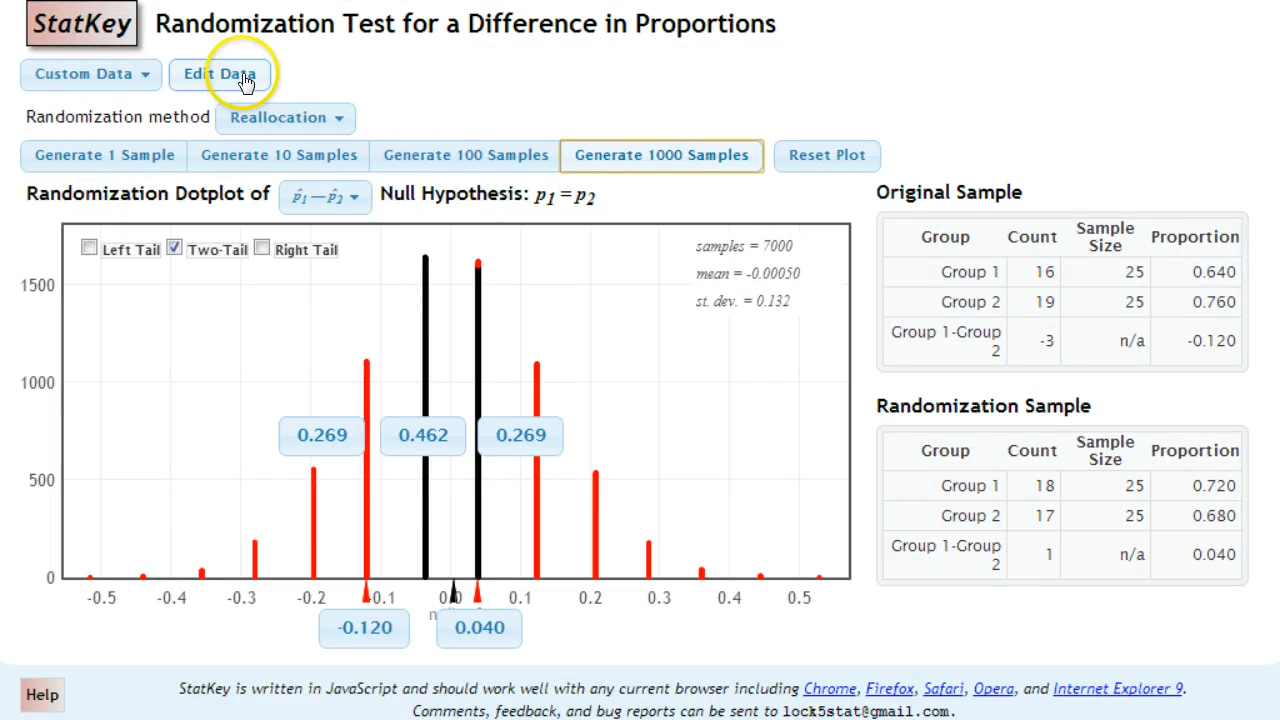 StatKey Randomization Test for a Difference in Proportions
Custom Data Edit Data
Randomization method Reallocation
Generate 1 Sample Generate 10 Samples Generate 100 Samples Generate 1000 Samples Reset Plot
Randomization Dotplot of p̂1—p̂2 Null Hypothesis: p1 = p2
Left Tail Two-Tail Right Tail
samples = 7000
mean = -0.00050
st. dev. = 0.132
1500
1000
500
0
0.269 0.462 0.269
-0.5 -0.4 -0.3 -0.2 -0.1 0.0 0.1 0.2 0.3 0.4 0.5
-0.120 0.040
Original Sample
Group Count Sample Size Proportion
Group 1 16 25 0.640
Group 2 19 25 0.760
Group 1-Group 2 -3 n/a -0.120
Randomization Sample
Group Count Sample Size Proportion
Group 1 18 25 0.720
Group 2 17 25 0.680
Group 1-Group 2 1 n/a 0.040
Help
StatKey is written in JavaScript and should work well with any current browser including Chrome, Firefox, Safari, Opera, and Internet Explorer 9.
Comments, feedback, and bug reports can be sent to lock5stat@gmail.com.